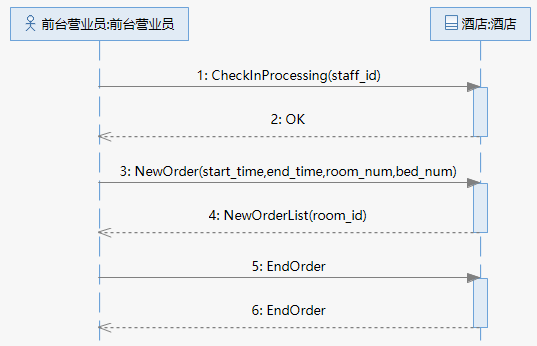 前台营业员:前台营业员
酒店:酒店
1: CheckInProcessing(staff_id)
2: OK
3: NewOrder(start_time,end_time,room_num,bed_num)
4: NewOrderList(room_id)
5: EndOrder
6: EndOrder